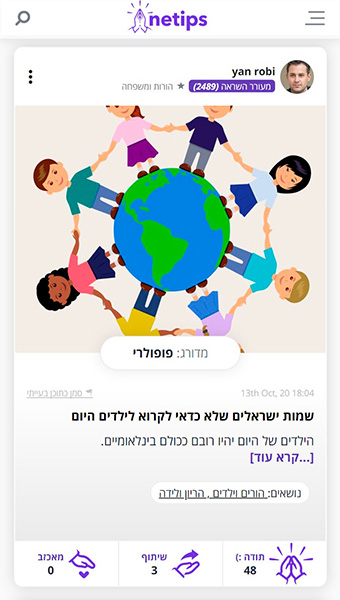 netips
yan robi
מעורר השראה (2489) ★ הורות ומשפחה
מדורג: פופולרי
13th Oct, 20 18:04 סמן כתוכן בעייתי
שמות ישראלים שלא כדאי לקרוא לילדים היום
הילדים של היום יהיו רובם ככולם בינלאומיים.
[...קרא עוד]
נושאים: הורים וילדים , הריון ולידה
תודה :) שיתוף מאכזב
48 3 0